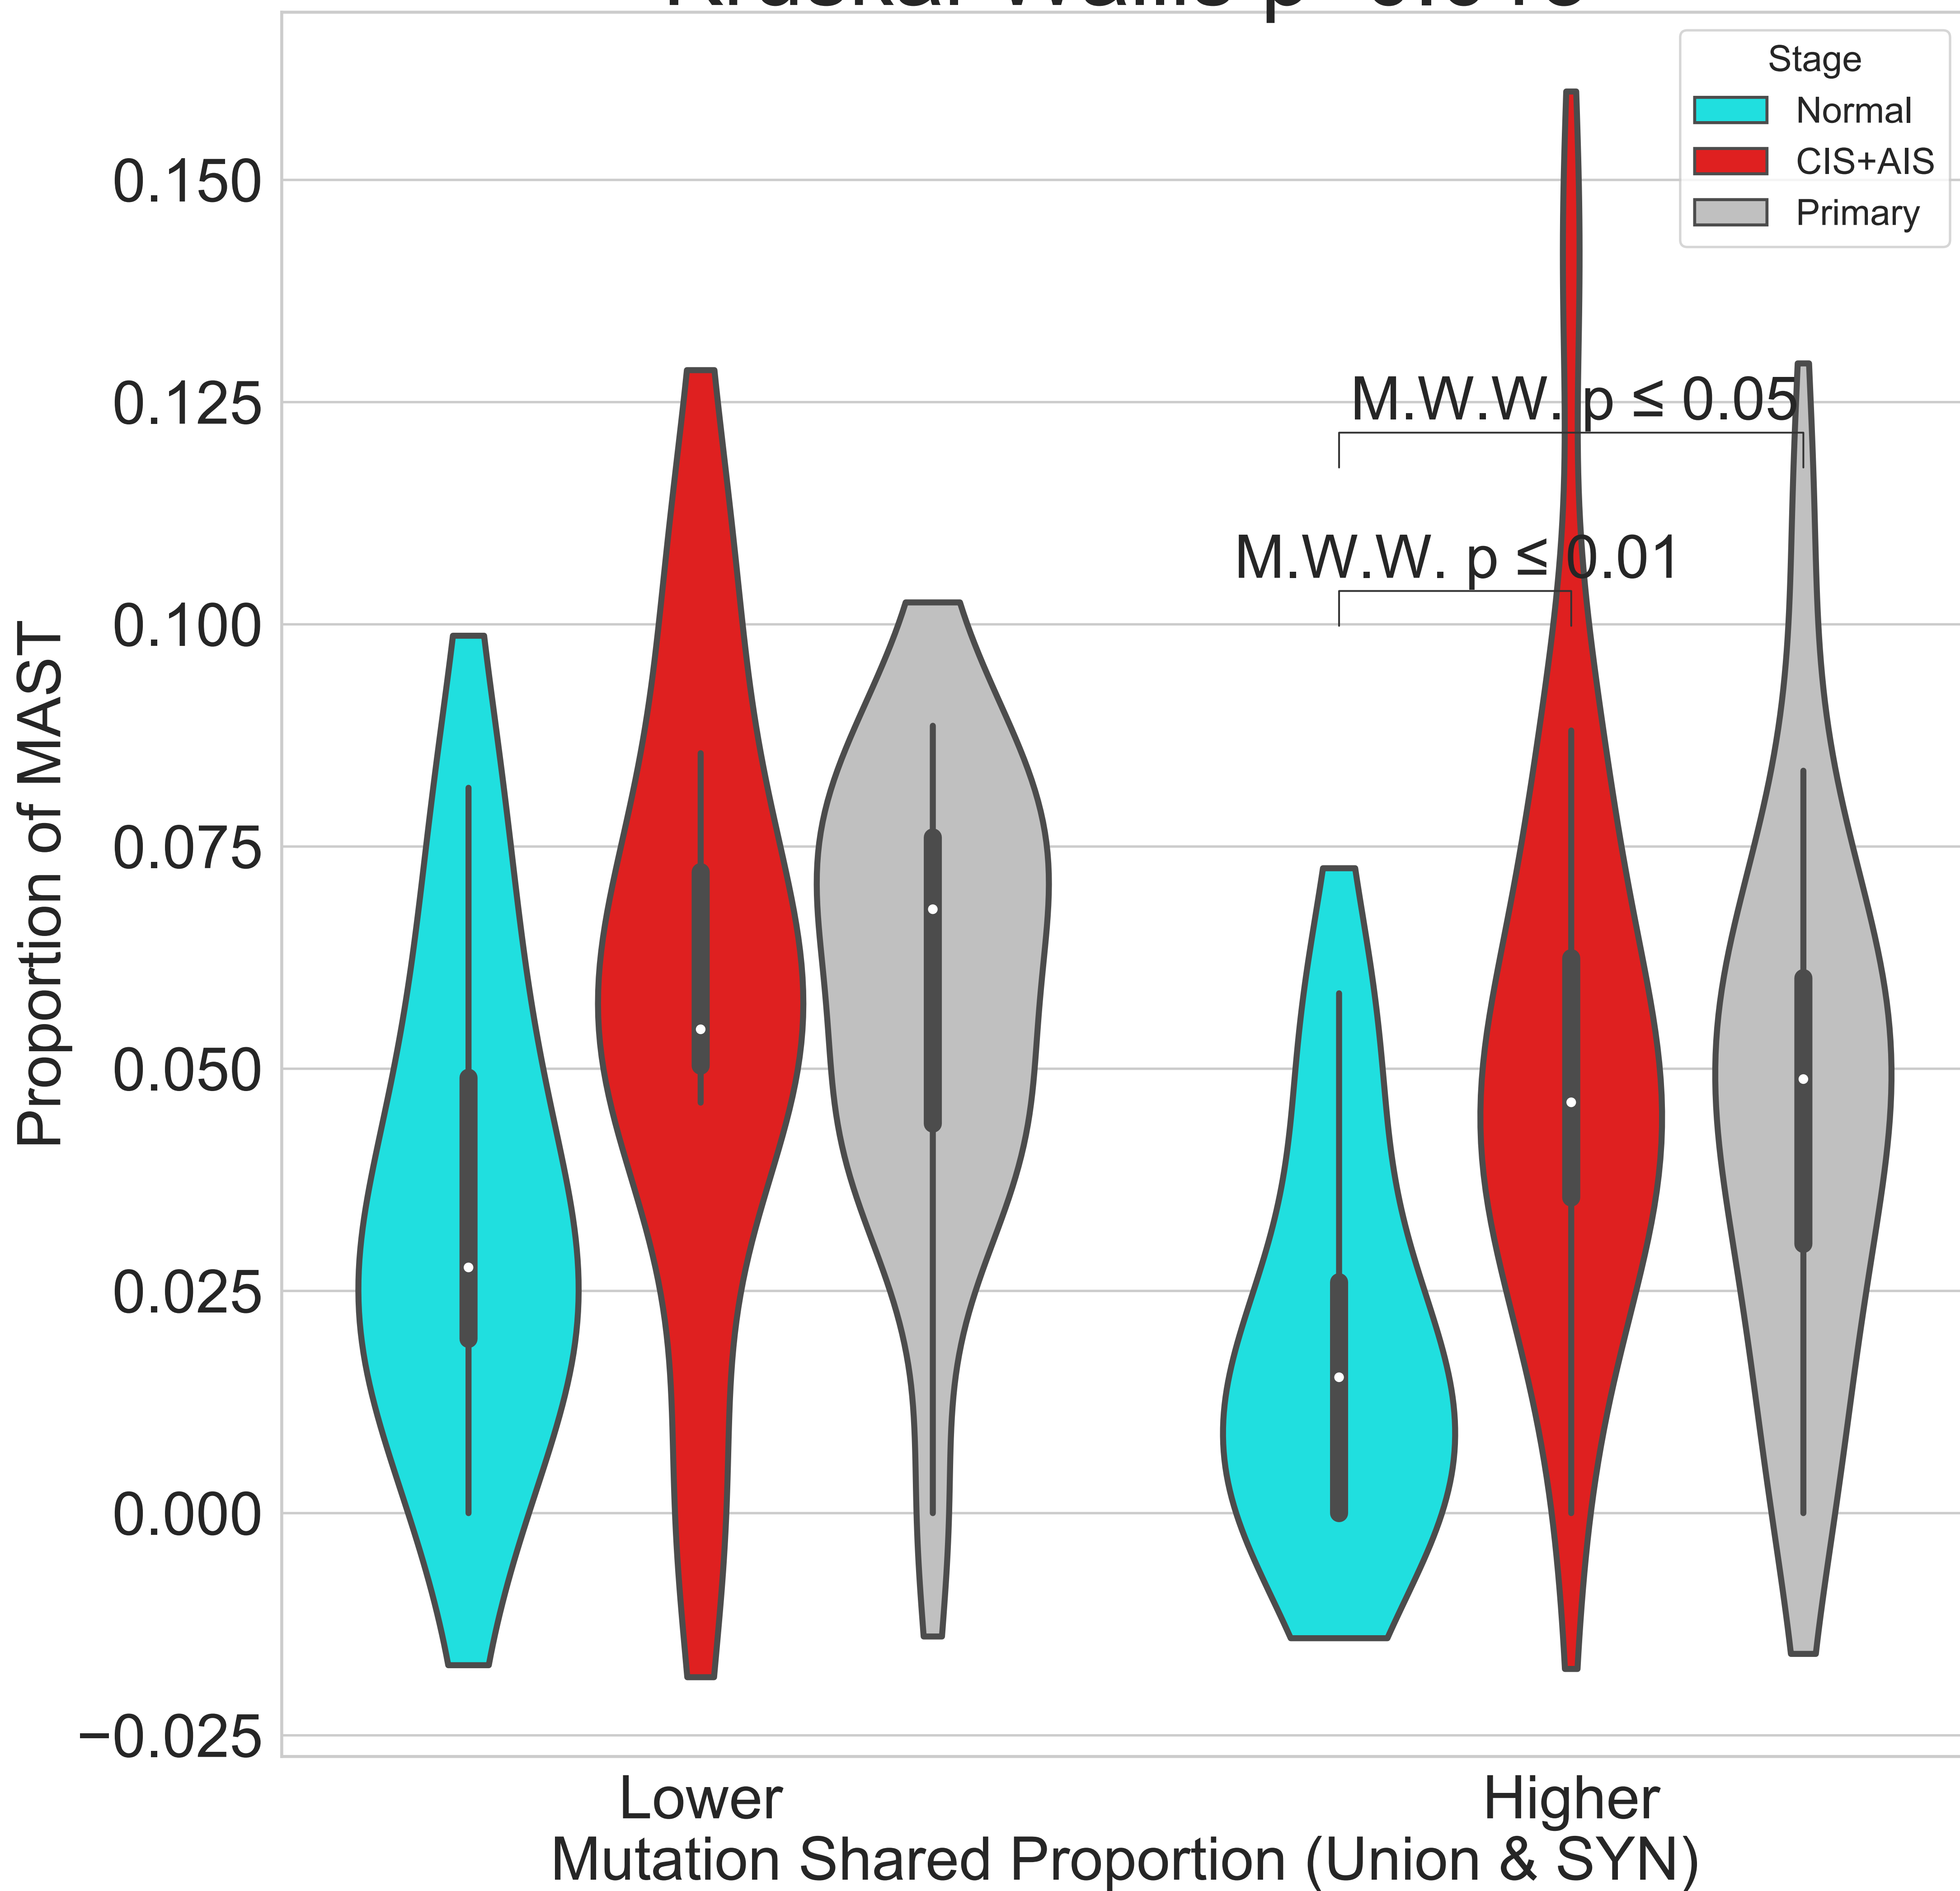 Stage
Normal
CIS+AIS
Primary
0.150
0.125
0.100
0.075
0.050
0.025
0.000
−0.025
Proportion of MAST
M.W.W. p ≤ 0.05
M.W.W. p ≤ 0.01
Lower
Higher
Mutation Shared Proportion (Union & SYN)